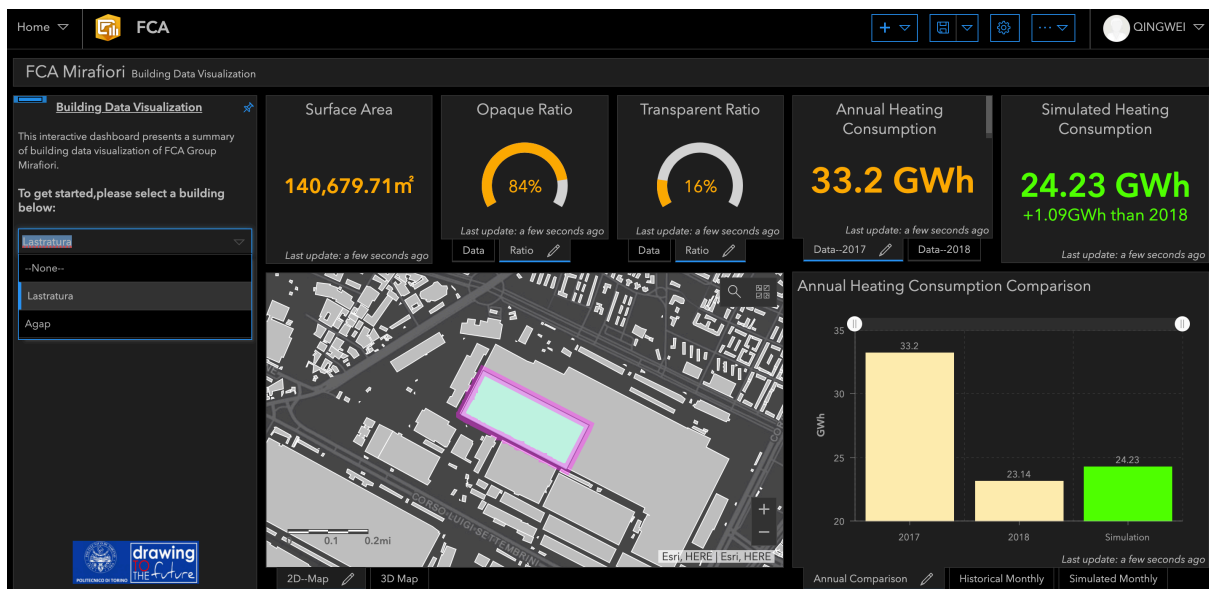 Home
FCA
QINGWEI
FCA Mirafiori Building Data Visualization
Building Data Visualization
This interactive dashboard presents a summary
of building data visualization of FCA Group
Mirafiori.
To get started,please select a building
below:
Lastratura
--None--
Lastratura
Agap
POLITECNICO DI TORINO
drawing
TO
THE future
Surface Area
140,679.71㎡
Last update: a few seconds ago
Opaque Ratio
84%
Last update: a few seconds ago
Data
Ratio
Transparent Ratio
16%
Last update: a few seconds ago
Data
Ratio
Annual Heating
Consumption
33.2 GWh
Last update: a few seconds ago
Data--2017
Data--2018
Simulated Heating
Consumption
24.23 GWh
+1.09GWh than 2018
Last update: a few seconds ago
CORSO LUIGI SETTEMBRINI
0 0.1 0.2mi
Esri, HERE | Esri, HERE
2D--Map
3D Map
Annual Heating Consumption Comparison
35
30
25
20
GWh
33.2
23.14
24.23
2017
2018
Simulation
Last update: a few seconds ago
Annual Comparison
Historical Monthly
Simulated Monthly